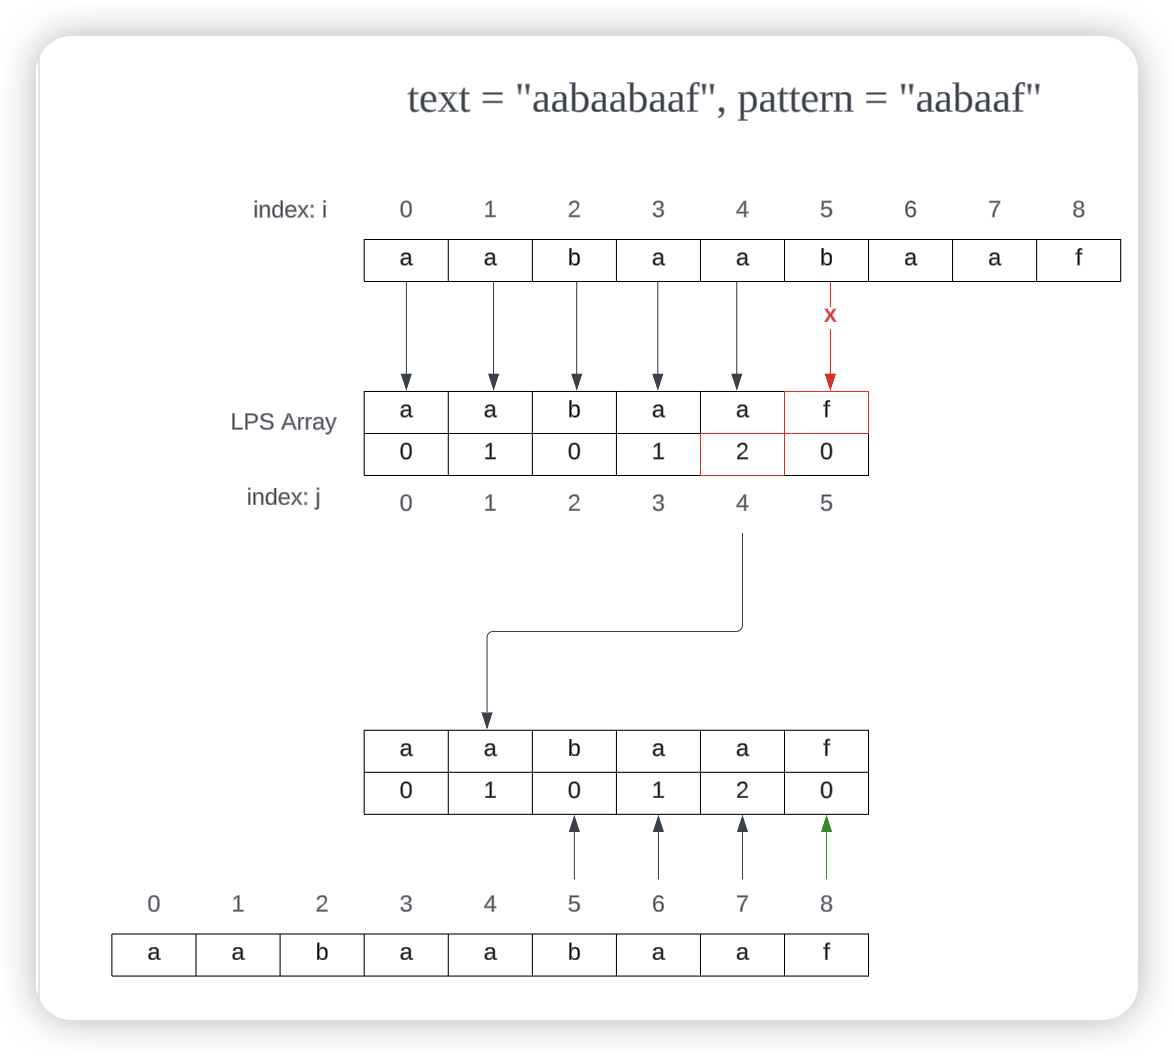 text = "aabaabaaf", pattern = "aabaaf"
index: i 0 1 2 3 4 5 6 7 8
a a b a a b a a f
x
LPS Array a a b a a f
0 1 0 1 2 0
index: j 0 1 2 3 4 5
a a b a a f
0 1 0 1 2 0
0 1 2 3 4 5 6 7 8
a a b a a b a a f